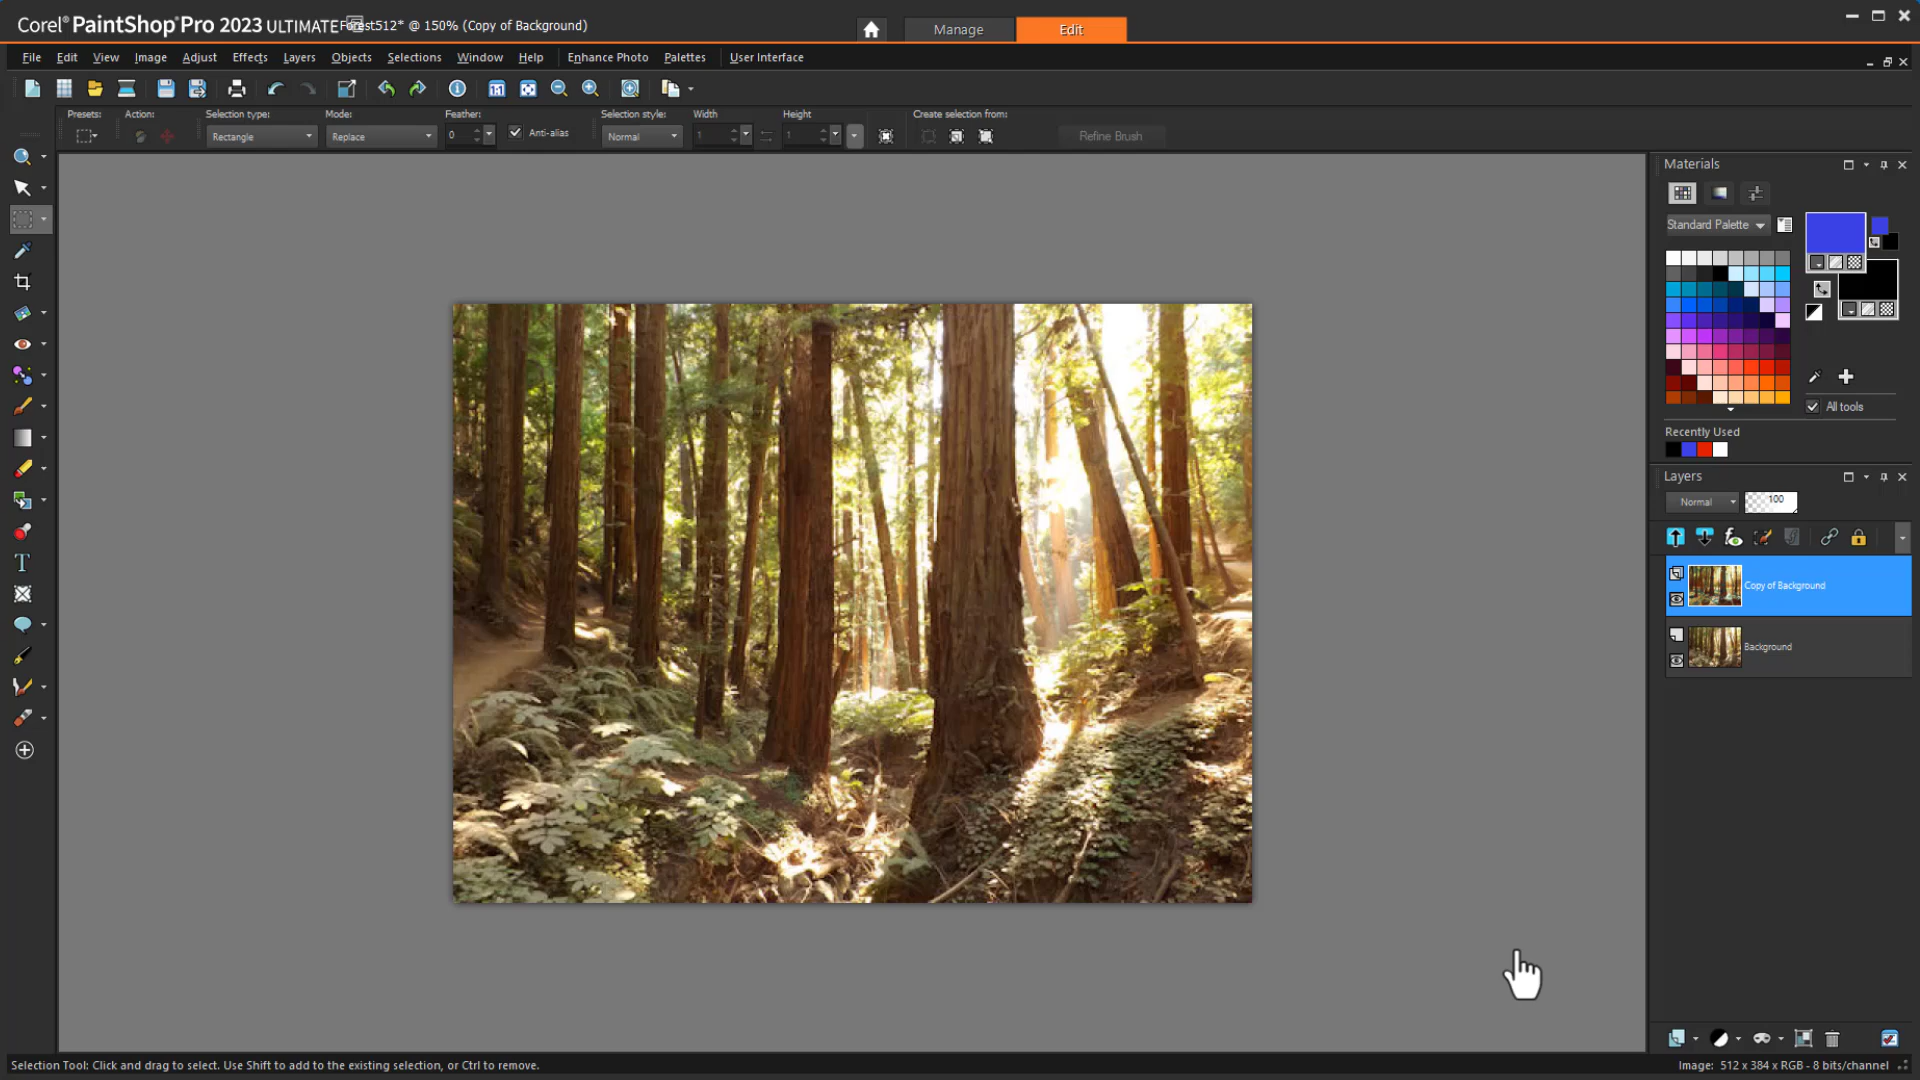 Corel® PaintShop® Pro 2023 ULTIMATE Forest512* @ 150% (Copy of Background)
Manage
Edit
File Edit View Image Adjust Effects Layers Objects Selections Window Help Enhance Photo Palettes User Interface
Presets: Action: Selection type: Mode: Feather: Selection style: Width Height Create selection from:
Rectangle Replace 0 Anti-alias Normal 1 1 Refine Brush
Materials
Standard Palette
All tools
Recently Used
Layers
Normal 100
Copy of Background
Background
Selection Tool: Click and drag to select. Use Shift to add to the existing selection, or Ctrl to remove.
Image: 512 x 384 x RGB - 8 bits/channel